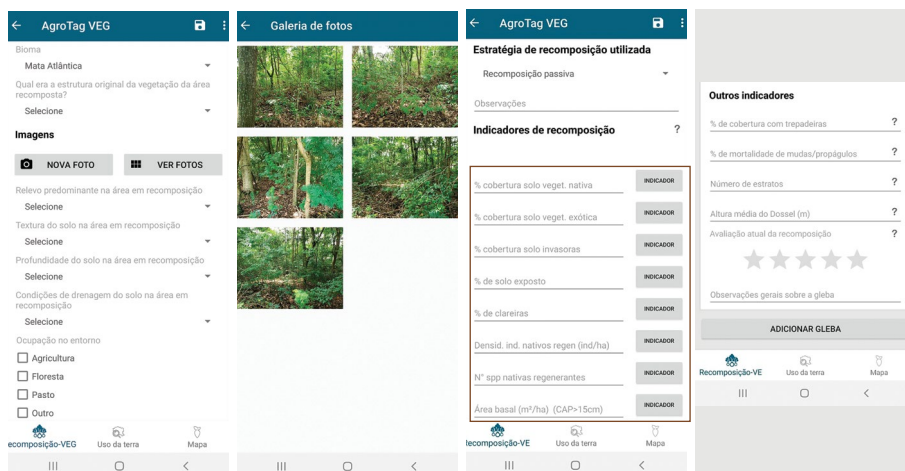 AgroTag VEG
Bioma
Mata Atlântica
Qual era a estrutura original da vegetação da área
recomposta?
Selecione
Imagens
NOVA FOTO
VER FOTOS
Relevo predominante na área em recomposição
Selecione
Textura do solo na área em recomposição
Selecione
Profundidade do solo na área em recomposição
Selecione
Condições de drenagem do solo na área em
recomposição
Selecione
Ocupação no entorno
Agricultura
Floresta
Pasto
Outro
ecomposição-VEG
Uso da terra
Mapa
Galeria de fotos
AgroTag VEG
Estratégia de recomposição utilizada
Recomposição passiva
Observações
Indicadores de recomposição ?
% cobertura solo veget. nativa
INDICADOR
% cobertura solo veget. exótica
INDICADOR
% cobertura solo invasoras
INDICADOR
% de solo exposto
INDICADOR
% de clareiras
INDICADOR
Densid. ind. nativos regen (ind/ha)
INDICADOR
N° spp nativas regenerantes
INDICADOR
Área basal (m²/ha) (CAP>15cm)
INDICADOR
lecomposição-VE
Uso da terra
Mapa
Outros indicadores
% de cobertura com trepadeiras ?
% de mortalidade de mudas/propágulos ?
Número de estratos ?
Altura média do Dossel (m) ?
Avaliação atual da recomposição ?
Observações gerais sobre a gleba
ADICIONAR GLEBA
Recomposição-VE
Uso da terra
Mapa